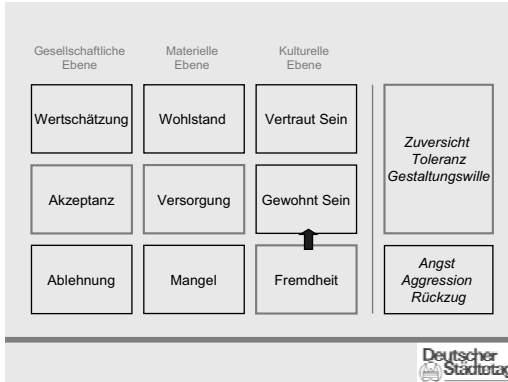 Gesellschaftliche
Ebene
Materielle
Ebene
Kulturelle
Ebene
Wertschätzung
Wohlstand
Vertraut Sein
Zuversicht
Toleranz
Gestaltungswille
Akzeptanz
Versorgung
Gewohnt Sein
Ablehnung
Mangel
Fremdheit
Angst
Aggression
Rückzug
Deutscher
Städtetag